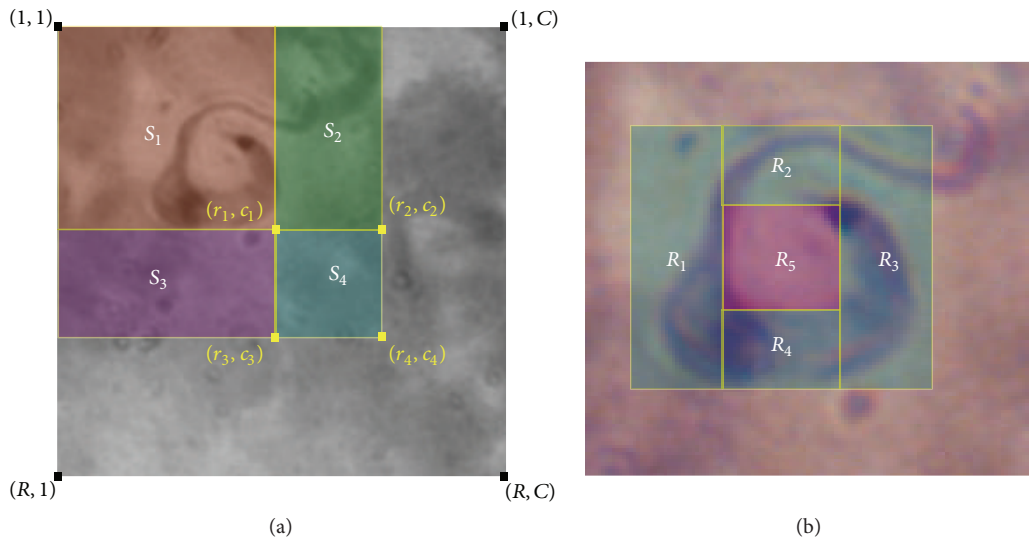 (1, 1)
(1, C)
S1
S2
(r1, c1)
(r2, c2)
S3
S4
(r3, c3)
(r4, c4)
(R, 1)
(R, C)
(a)
R2
R1
R5
R3
R4
(b)